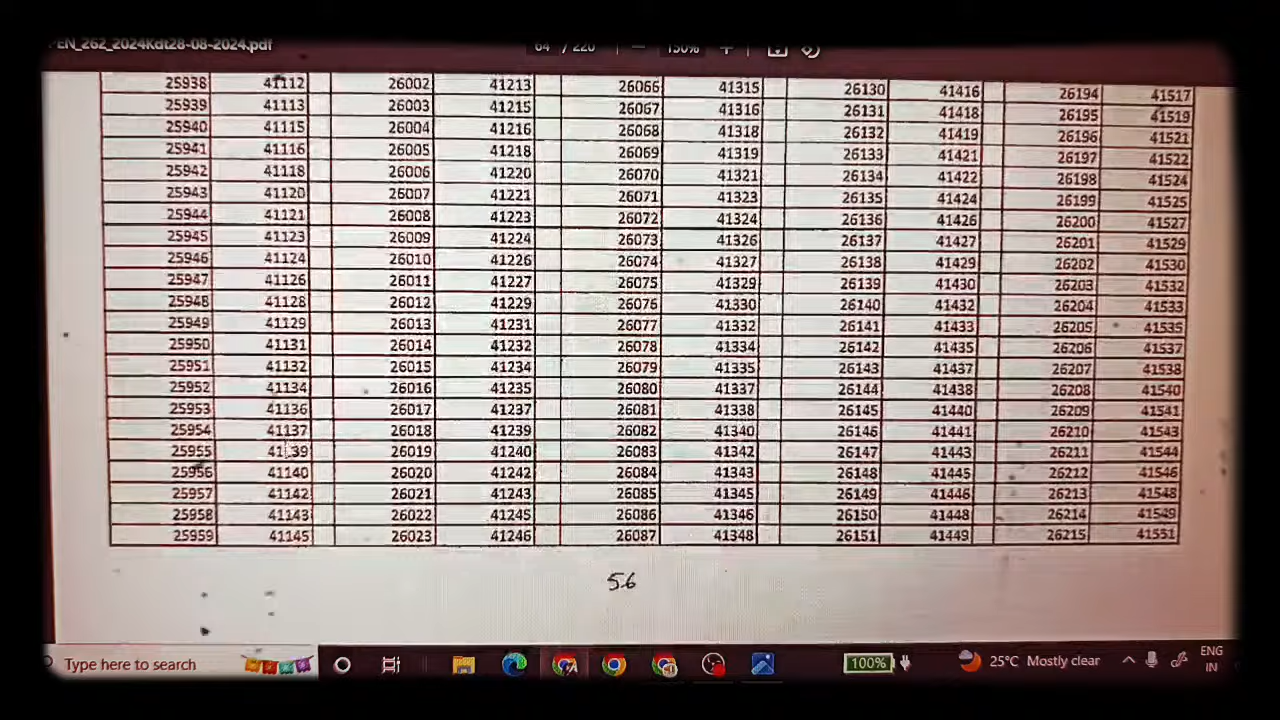 EN_262_2024Kdt28-08-2024.pdf 64 / 220 — 150% +
25938 41112 26002 41213 26066 41315 26130 41416 26194 41517
25939 41113 26003 41215 26067 41316 26131 41418 26195 41519
25940 41115 26004 41216 26068 41318 26132 41419 26196 41521
25941 41116 26005 41218 26069 41319 26133 41421 26197 41522
25942 41118 26006 41220 26070 41321 26134 41422 26198 41524
25943 41120 26007 41221 26071 41323 26135 41424 26199 41525
25944 41121 26008 41223 26072 41324 26136 41426 26200 41527
25945 41123 26009 41224 26073 41326 26137 41427 26201 41529
25946 41124 26010 41226 26074 41327 26138 41429 26202 41530
25947 41126 26011 41227 26075 41329 26139 41430 26203 41532
25948 41128 26012 41229 26076 41330 26140 41432 26204 41533
25949 41129 26013 41231 26077 41332 26141 41433 26205 41535
25950 41131 26014 41232 26078 41334 26142 41435 26206 41537
25951 41132 26015 41234 26079 41335 26143 41437 26207 41538
25952 41134 26016 41235 26080 41337 26144 41438 26208 41540
25953 41136 26017 41237 26081 41338 26145 41440 26209 41541
25954 41137 26018 41239 26082 41340 26146 41441 26210 41543
25955 41139 26019 41240 26083 41342 26147 41443 26211 41544
25956 41140 26020 41242 26084 41343 26148 41445 26212 41546
25957 41142 26021 41243 26085 41345 26149 41446 26213 41548
25958 41143 26022 41245 26086 41346 26150 41448 26214 41549
25959 41145 26023 41246 26087 41348 26151 41449 26215 41551
56
Type here to search 100% 25°C Mostly clear ENG
IN